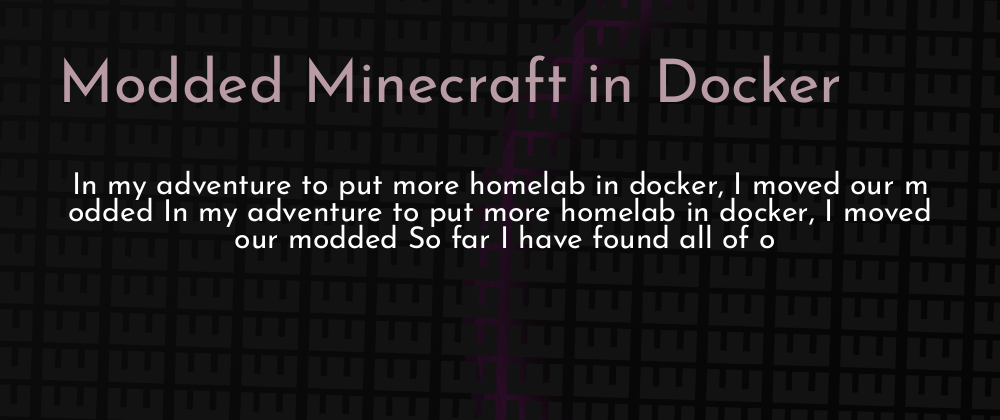 Modded Minecraft in Docker
In my adventure to put more homelab in docker, I moved our m
odded In my adventure to put more homelab in docker, I moved
our modded So far I have found all of o